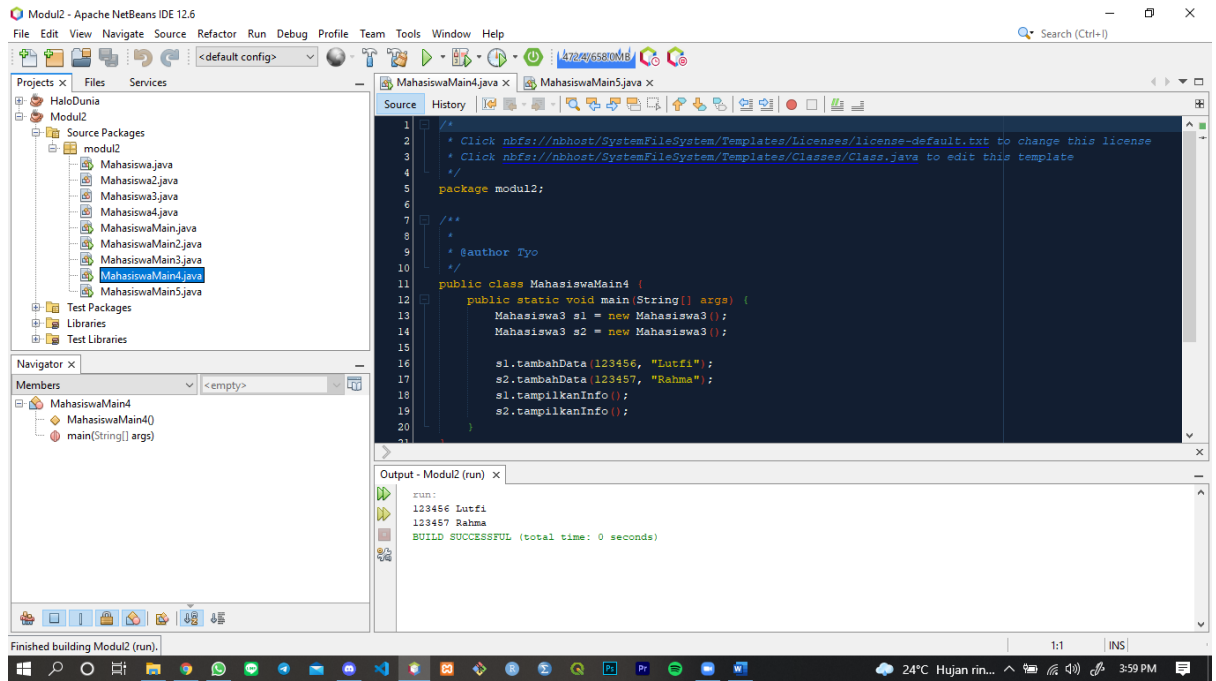 Modul2 - Apache NetBeans IDE 12.6
File Edit View Navigate Source Refactor Run Debug Profile Team Tools Window Help
Search (Ctrl+I)
<default config>
Projects Files Services
HaloDunia
Modul2
Source Packages
modul2
Mahasiswa.java
Mahasiswa2.java
Mahasiswa3.java
Mahasiswa4.java
MahasiswaMain.java
MahasiswaMain2.java
MahasiswaMain3.java
MahasiswaMain4.java
MahasiswaMain5.java
Test Packages
Libraries
Test Libraries
Navigator
Members <empty>
MahasiswaMain4
MahasiswaMain4()
main(String[] args)
MahasiswaMain4.java MahasiswaMain5.java
Source History
1 /*
2 * Click nbfs://nbhost/SystemFileSystem/Templates/Licenses/license-default.txt to change this license
3 * Click nbfs://nbhost/SystemFileSystem/Templates/Classes/Class.java to edit this template
4 */
5 package modul2;
6
7 /**
8 *
9 * @author Tyo
10 */
11 public class MahasiswaMain4 {
12 public static void main(String[] args) {
13 Mahasiswa3 s1 = new Mahasiswa3();
14 Mahasiswa3 s2 = new Mahasiswa3();
15
16 s1.tambahData(123456, "Lutfi");
17 s2.tambahData(123457, "Rahma");
18 s1.tampilkanInfo();
19 s2.tampilkanInfo();
20 }
21 }
Output - Modul2 (run)
run:
123456 Lutfi
123457 Rahma
BUILD SUCCESSFUL (total time: 0 seconds)
Finished building Modul2 (run).
1:1 INS
Ps Pr
24°C Hujan rin... 3:59 PM